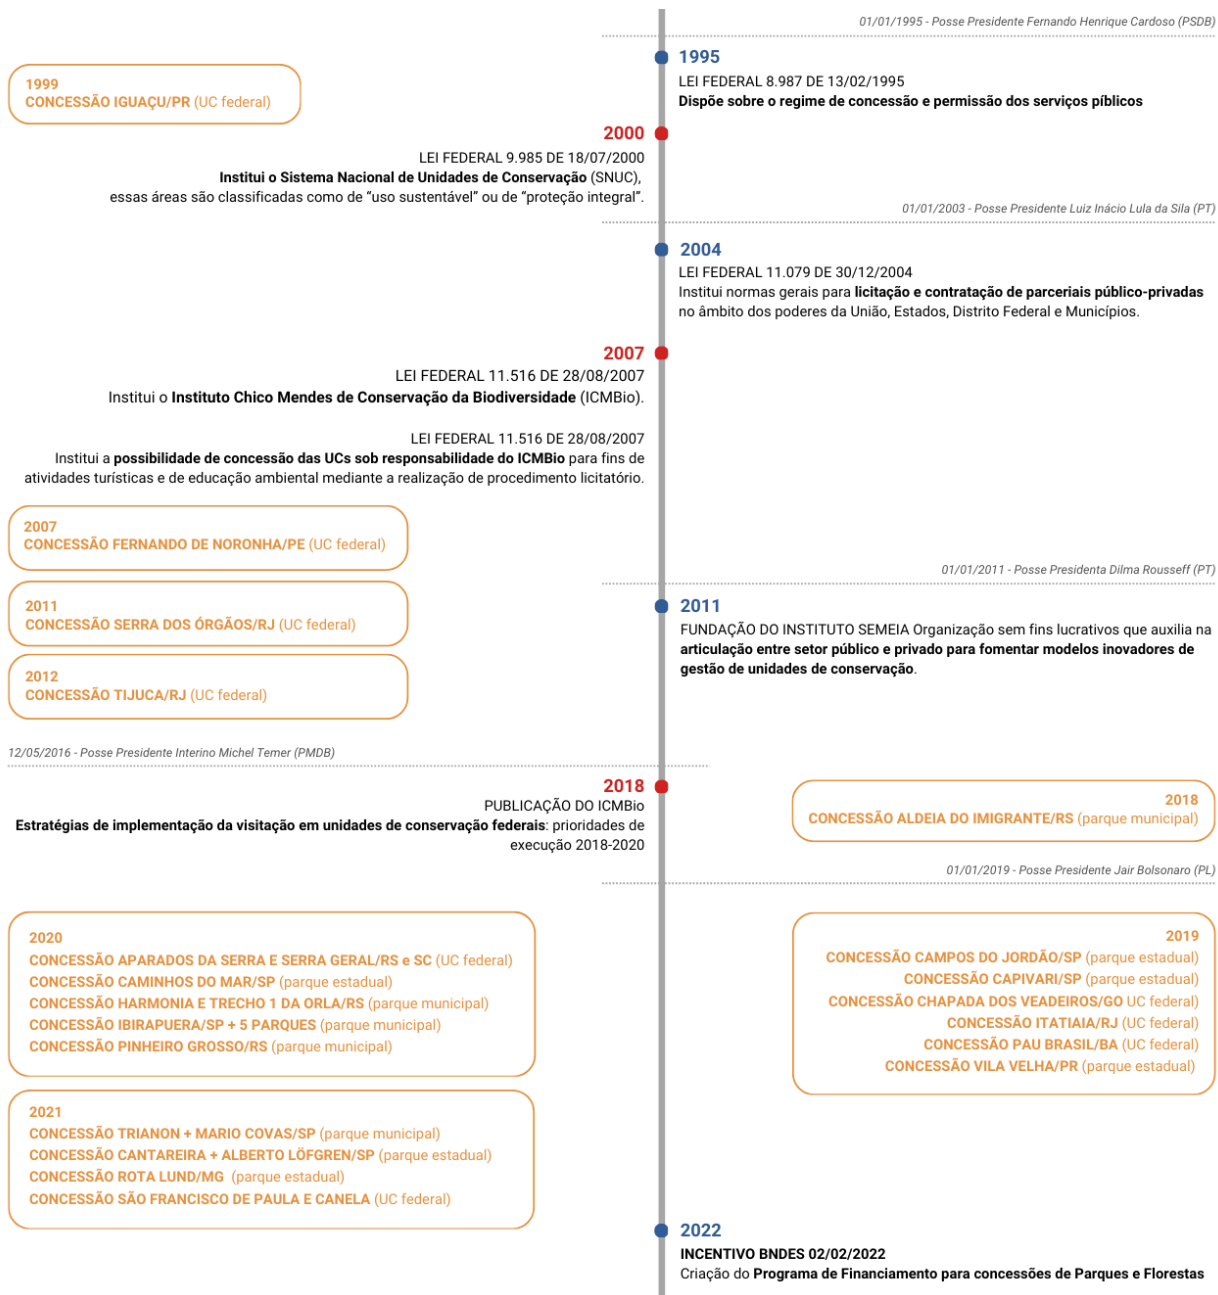 01/01/1995 - Posse Presidente Fernando Henrique Cardoso (PSDB)
1995
LEI FEDERAL 8.987 DE 13/02/1995
Dispõe sobre o regime de concessão e permissão dos serviços píblicos
1999
CONCESSÃO IGUAÇU/PR (UC federal)
2000
LEI FEDERAL 9.985 DE 18/07/2000
Institui o Sistema Nacional de Unidades de Conservação (SNUC),
essas áreas são classificadas como de “uso sustentável” ou de “proteção integral”.
01/01/2003 - Posse Presidente Luiz Inácio Lula da Sila (PT)
2004
LEI FEDERAL 11.079 DE 30/12/2004
Institui normas gerais para licitação e contratação de parceriais público-privadas
no âmbito dos poderes da União, Estados, Distrito Federal e Municípios.
2007
LEI FEDERAL 11.516 DE 28/08/2007
Institui o Instituto Chico Mendes de Conservação da Biodiversidade (ICMBio).
LEI FEDERAL 11.516 DE 28/08/2007
Institui a possibilidade de concessão das UCs sob responsabilidade do ICMBio para fins de
atividades turísticas e de educação ambiental mediante a realização de procedimento licitatório.
2007
CONCESSÃO FERNANDO DE NORONHA/PE (UC federal)
01/01/2011 - Posse Presidenta Dilma Rousseff (PT)
2011
CONCESSÃO SERRA DOS ÓRGÃOS/RJ (UC federal)
2011
FUNDAÇÃO DO INSTITUTO SEMEIA Organização sem fins lucrativos que auxilia na
articulação entre setor público e privado para fomentar modelos inovadores de
gestão de unidades de conservação.
2012
CONCESSÃO TIJUCA/RJ (UC federal)
12/05/2016 - Posse Presidente Interino Michel Temer (PMDB)
2018
PUBLICAÇÃO DO ICMBio
Estratégias de implementação da visitação em unidades de conservação federais: prioridades de
execução 2018-2020
2018
CONCESSÃO ALDEIA DO IMIGRANTE/RS (parque municipal)
01/01/2019 - Posse Presidente Jair Bolsonaro (PL)
2019
CONCESSÃO CAMPOS DO JORDÃO/SP (parque estadual)
CONCESSÃO CAPIVARI/SP (parque estadual)
CONCESSÃO CHAPADA DOS VEADEIROS/GO UC federal)
CONCESSÃO ITATIAIA/RJ (UC federal)
CONCESSÃO PAU BRASIL/BA (UC federal)
CONCESSÃO VILA VELHA/PR (parque estadual)
2020
CONCESSÃO APARADOS DA SERRA E SERRA GERAL/RS e SC (UC federal)
CONCESSÃO CAMINHOS DO MAR/SP (parque estadual)
CONCESSÃO HARMONIA E TRECHO 1 DA ORLA/RS (parque municipal)
CONCESSÃO IBIRAPUERA/SP + 5 PARQUES (parque municipal)
CONCESSÃO PINHEIRO GROSSO/RS (parque municipal)
2021
CONCESSÃO TRIANON + MARIO COVAS/SP (parque municipal)
CONCESSÃO CANTAREIRA + ALBERTO LÖFGREN/SP (parque estadual)
CONCESSÃO ROTA LUND/MG (parque estadual)
CONCESSÃO SÃO FRANCISCO DE PAULA E CANELA (UC federal)
2022
INCENTIVO BNDES 02/02/2022
Criação do Programa de Financiamento para concessões de Parques e Florestas